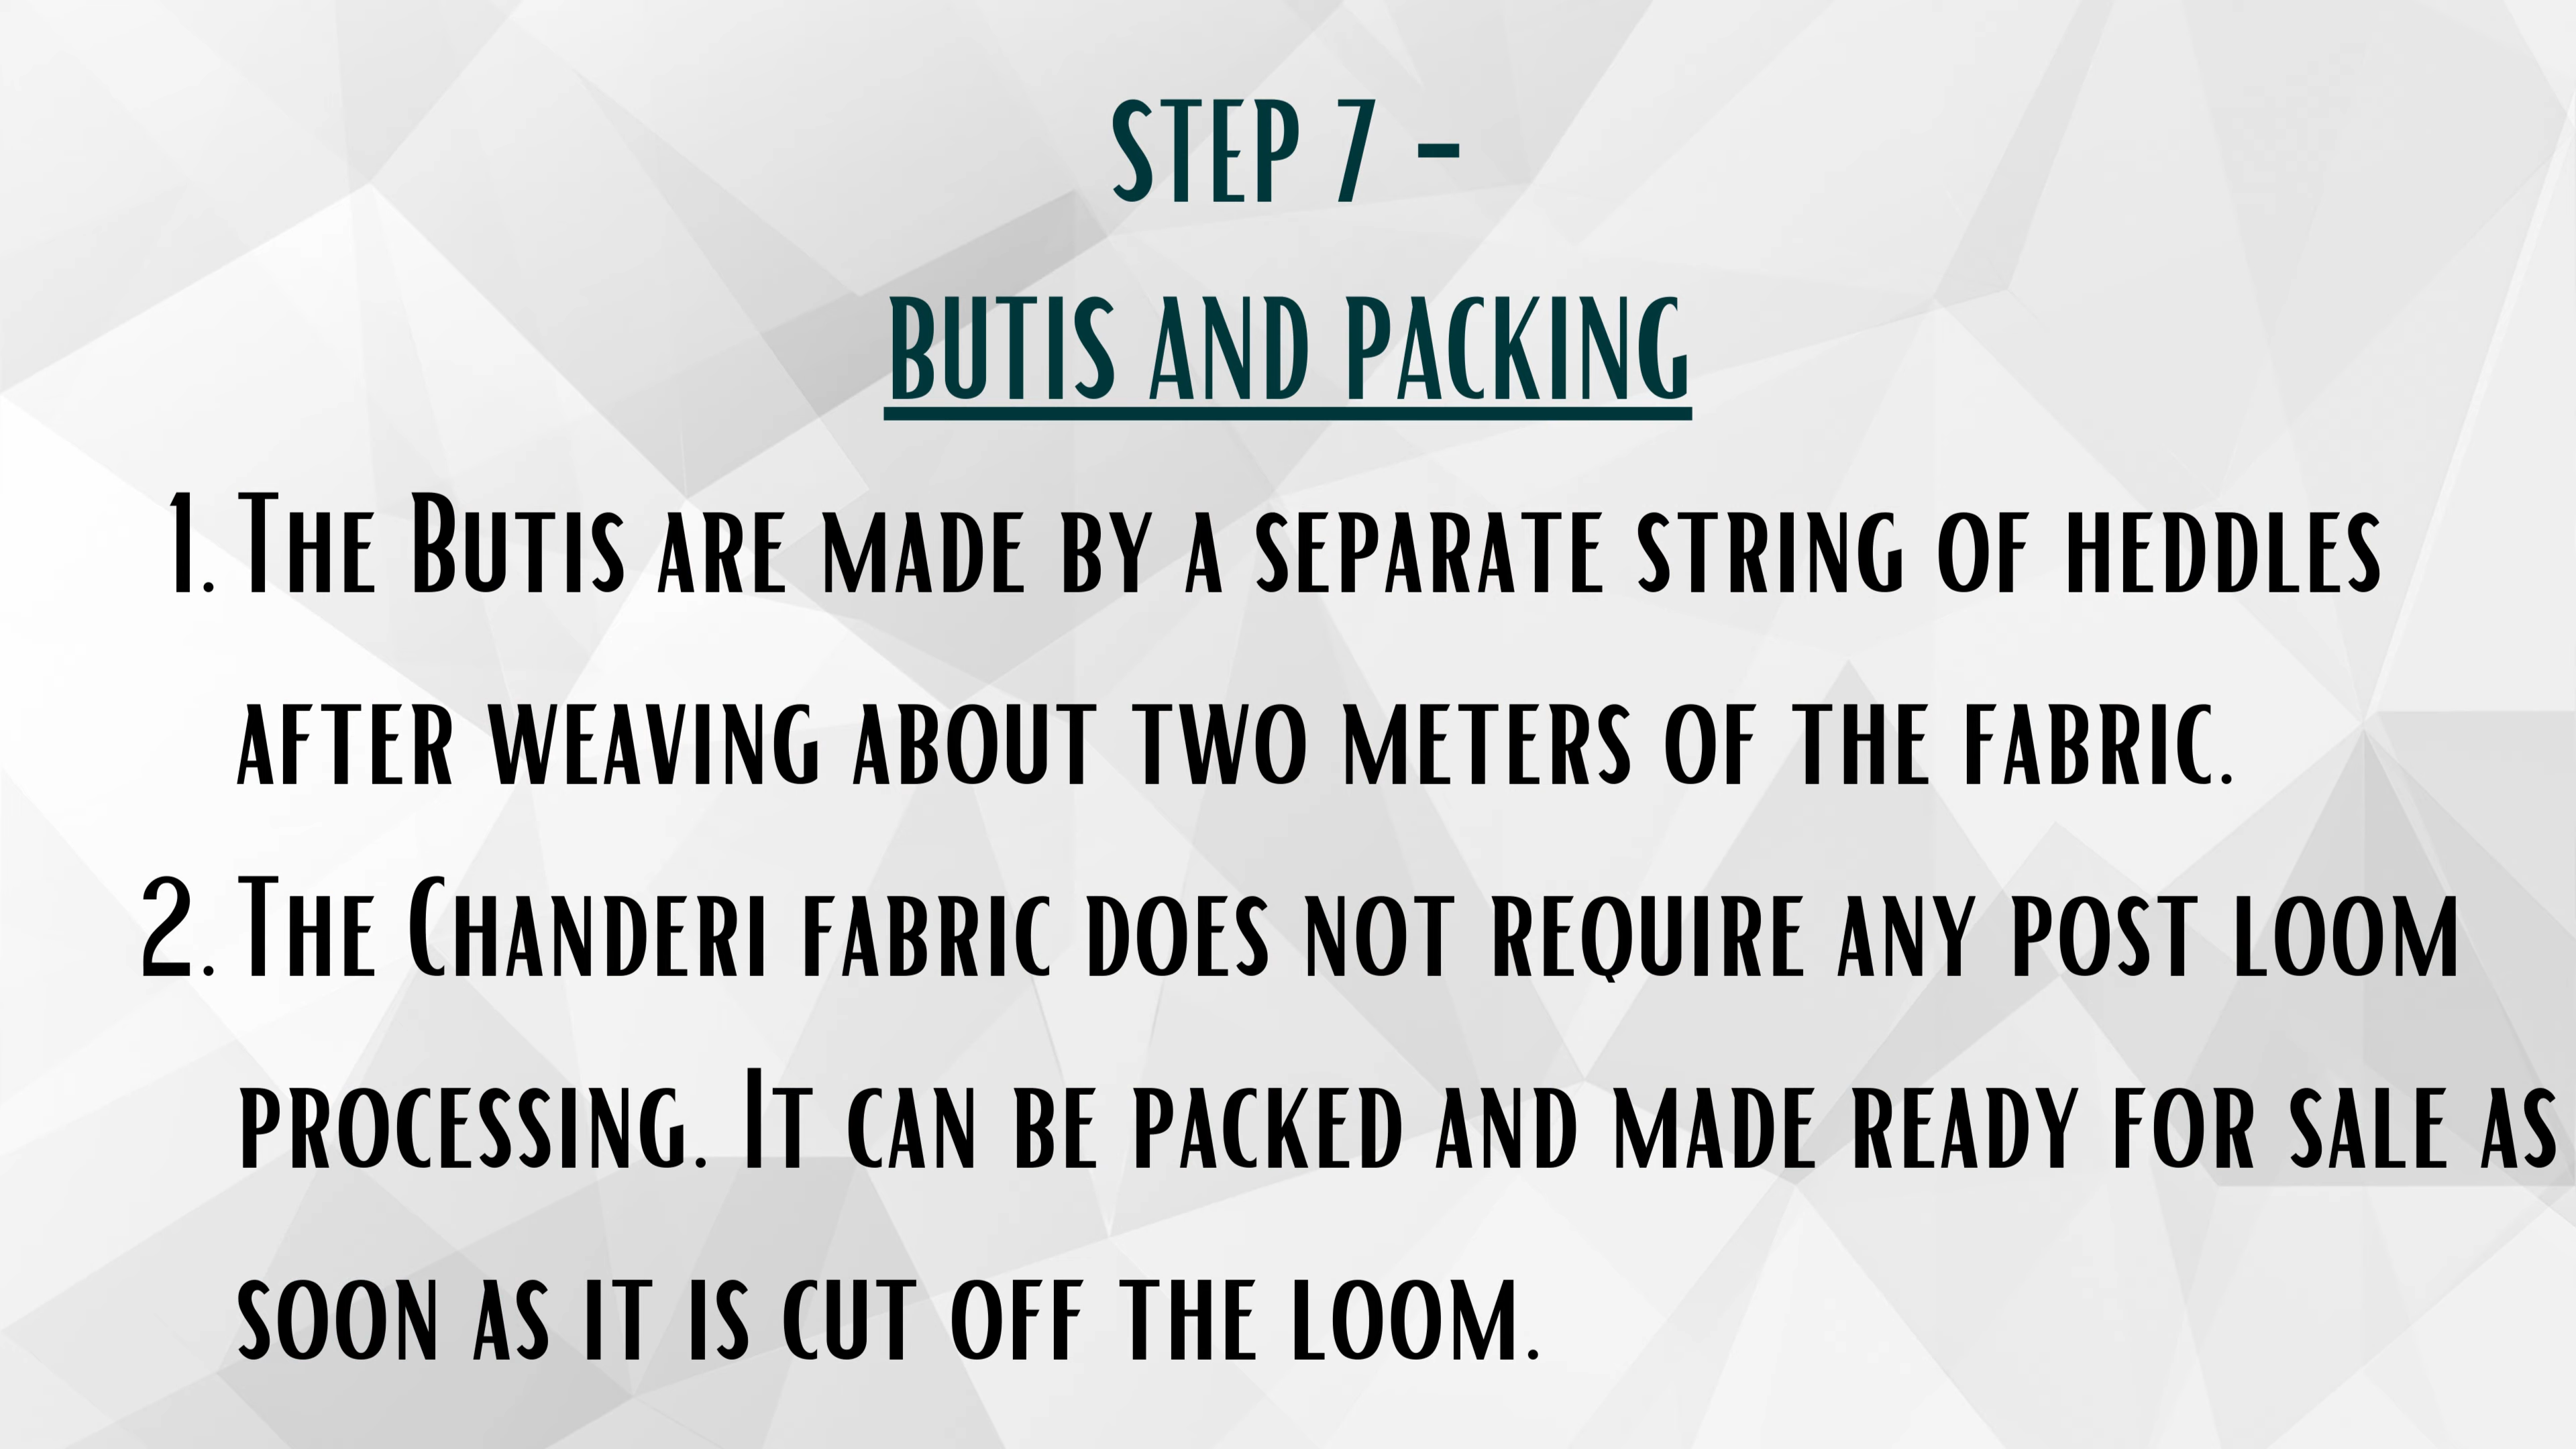 STEP 7 -
BUTIS AND PACKING
1. The Butis are made by a separate string of heddles
after weaving about two meters of the fabric.
2. The Chanderi fabric does not require any post loom
processing. It can be packed and made ready for sale as
soon as it is cut off the loom.